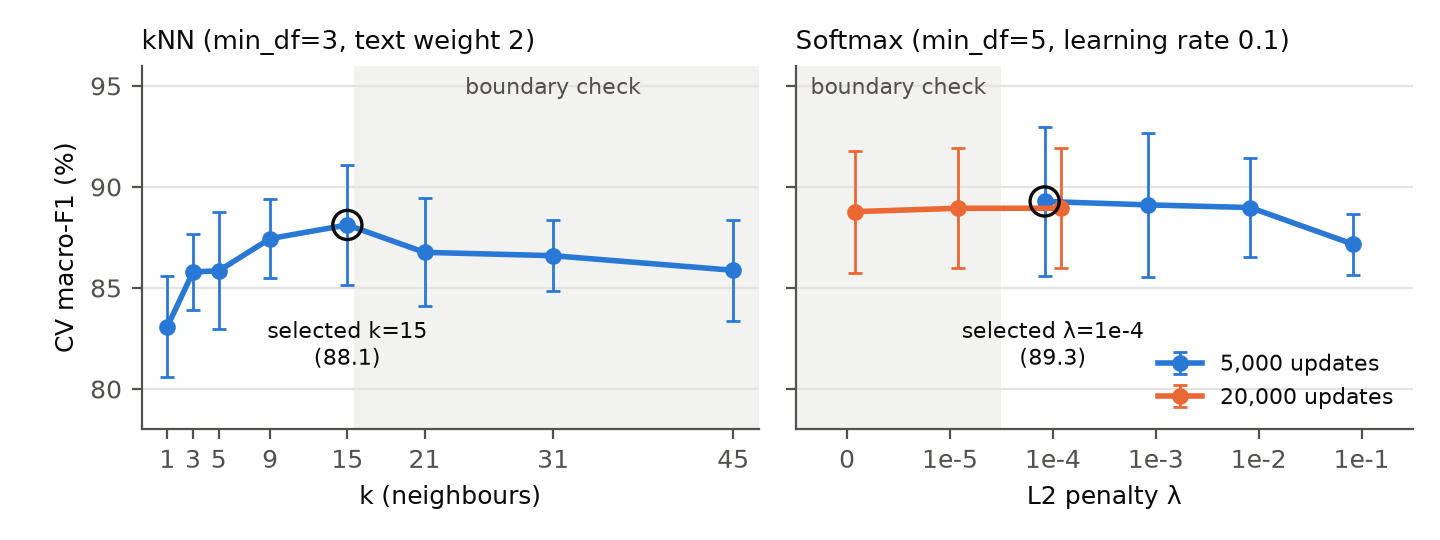 kNN (min_df=3, text weight 2)
CV macro-F1 (%)
95
90
85
80
boundary check
selected k=15
(88.1)
1 3 5 9 15 21 31 45
k (neighbours)
Softmax (min_df=5, learning rate 0.1)
boundary check
selected λ=1e-4
(89.3)
5,000 updates
20,000 updates
0 1e-5 1e-4 1e-3 1e-2 1e-1
L2 penalty λ